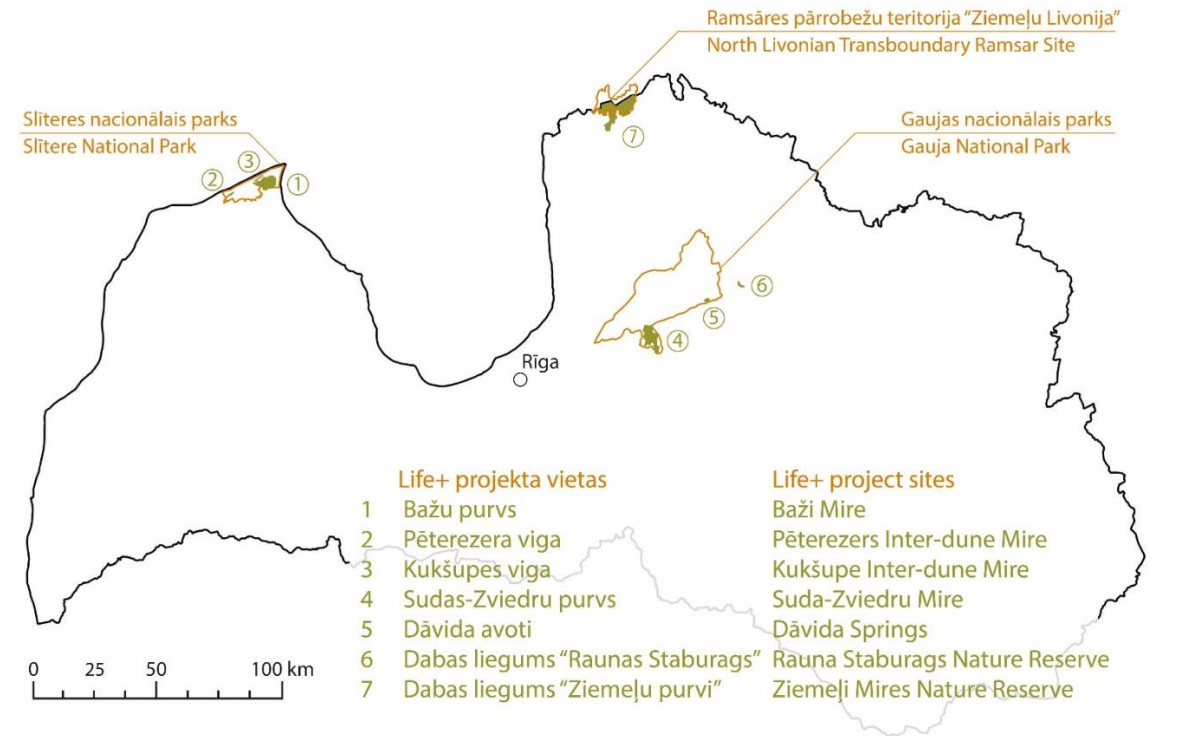 Ramsāres pārrobežu teritorija “Ziemeļu Livonija”
North Livonian Transboundary Ramsar Site
Slīteres nacionālais parks
Slītere National Park
Gaujas nacionālais parks
Gauja National Park
3
2
1
7
6
5
4
Rīga
Life+ projekta vietas
1 Bažu purvs
2 Pēterezera viga
3 Kukšupes viga
4 Sudas-Zviedru purvs
5 Dāvida avoti
6 Dabas liegums “Raunas Staburags”
7 Dabas liegums “Ziemeļu purvi”
Life+ project sites
Baži Mire
Pēterezers Inter-dune Mire
Kukšupe Inter-dune Mire
Suda-Zviedru Mire
Dāvida Springs
Rauna Staburags Nature Reserve
Ziemeļi Mires Nature Reserve
0 25 50 100 km